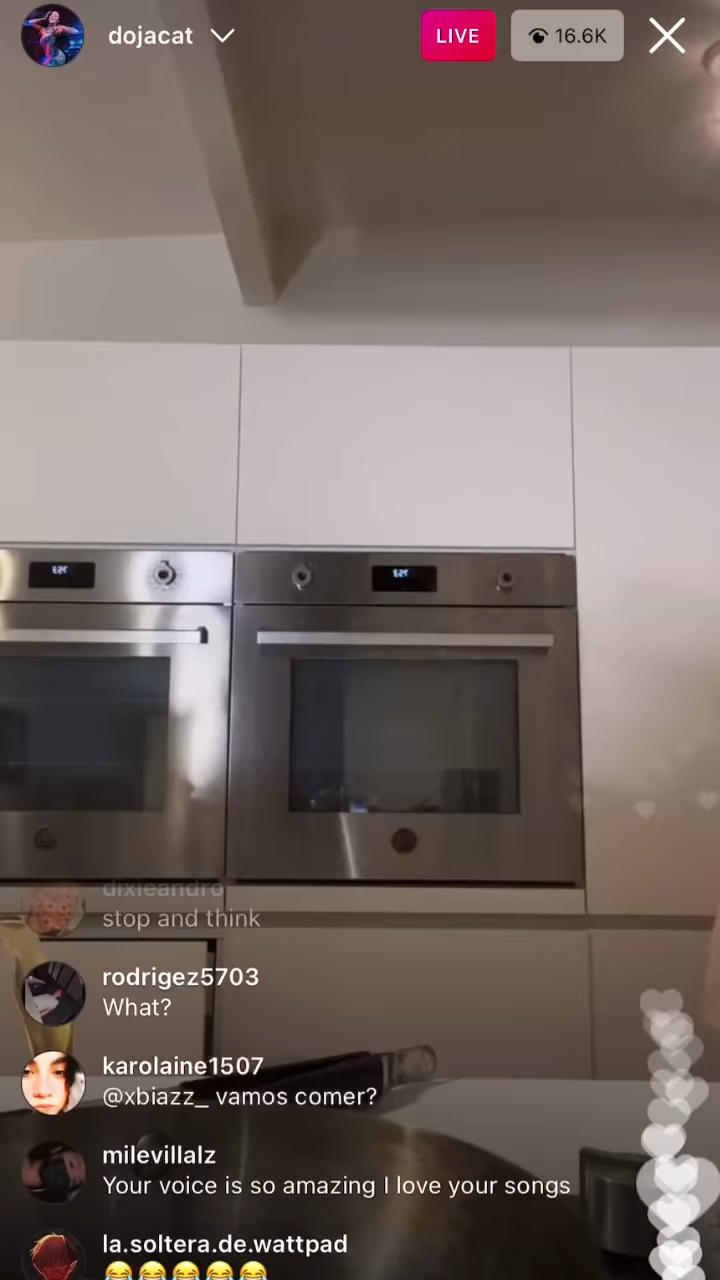 dojacat
LIVE
16.6K
dixieandro
stop and think
rodrigez5703
What?
karolaine1507
@xbiazz_ vamos comer?
milevillalz
Your voice is so amazing I love your songs
la.soltera.de.wattpad
😂😂😂😂😂